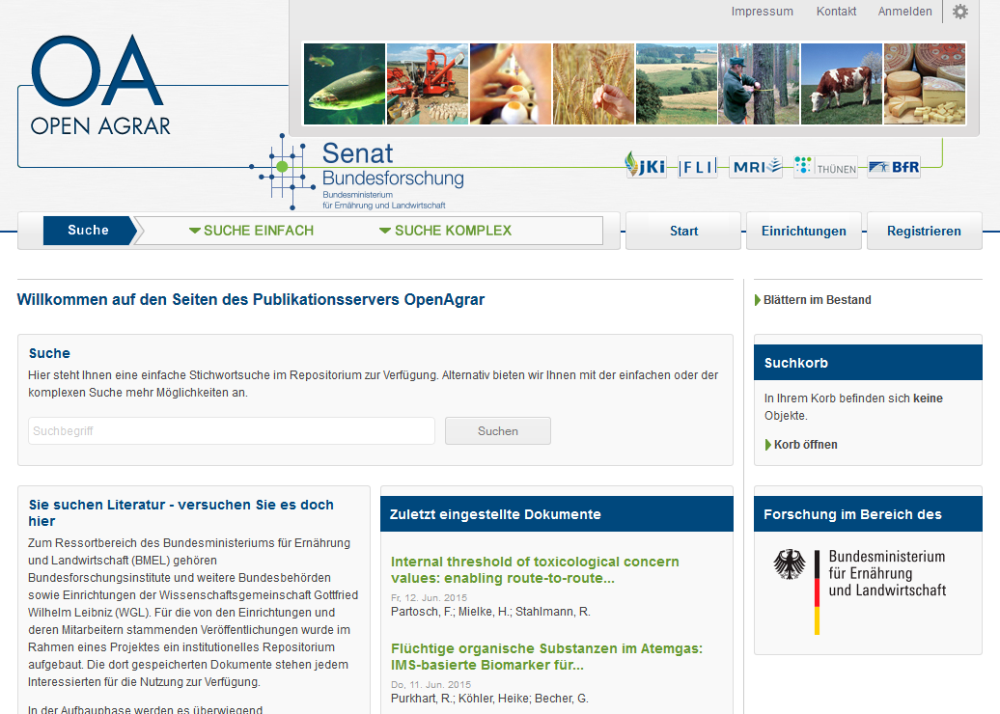 Impressum Kontakt Anmelden
OA
OPEN AGRAR
Senat
Bundesforschung
Bundesministerium
für Ernährung und Landwirtschaft
JKi FLI MRI THÜNEN BfR
Suche SUCHE EINFACH SUCHE KOMPLEX Start Einrichtungen Registrieren
Willkommen auf den Seiten des Publikationsservers OpenAgrar
Blättern im Bestand
Suche
Hier steht Ihnen eine einfache Stichwortsuche im Repositorium zur Verfügung. Alternativ bieten wir Ihnen mit der einfachen oder der
komplexen Suche mehr Möglichkeiten an.
Suchbegriff Suchen
Suchkorb
In Ihrem Korb befinden sich keine
Objekte.
Korb öffnen
Sie suchen Literatur - versuchen Sie es doch
hier
Zum Ressortbereich des Bundesministeriums für Ernährung
und Landwirtschaft (BMEL) gehören
Bundesforschungsinstitute und weitere Bundesbehörden
sowie Einrichtungen der Wissenschaftsgemeinschaft Gottfried
Wilhelm Leibniz (WGL). Für die von den Einrichtungen und
deren Mitarbeitern stammenden Veröffentlichungen wurde im
Rahmen eines Projektes ein institutionelles Repositorium
aufgebaut. Die dort gespeicherten Dokumente stehen jedem
Interessierten für die Nutzung zur Verfügung.
In der Aufbauphase werden es überwiegend
Zuletzt eingestellte Dokumente
Internal threshold of toxicological concern
values: enabling route-to-route...
Fr, 12. Jun. 2015
Partosch, F.; Mielke, H.; Stahlmann, R.
Flüchtige organische Substanzen im Atemgas:
IMS-basierte Biomarker für...
Do, 11. Jun. 2015
Purkhart, R.; Köhler, Heike; Becher, G.
Forschung im Bereich des
Bundesministerium
für Ernährung
und Landwirtschaft